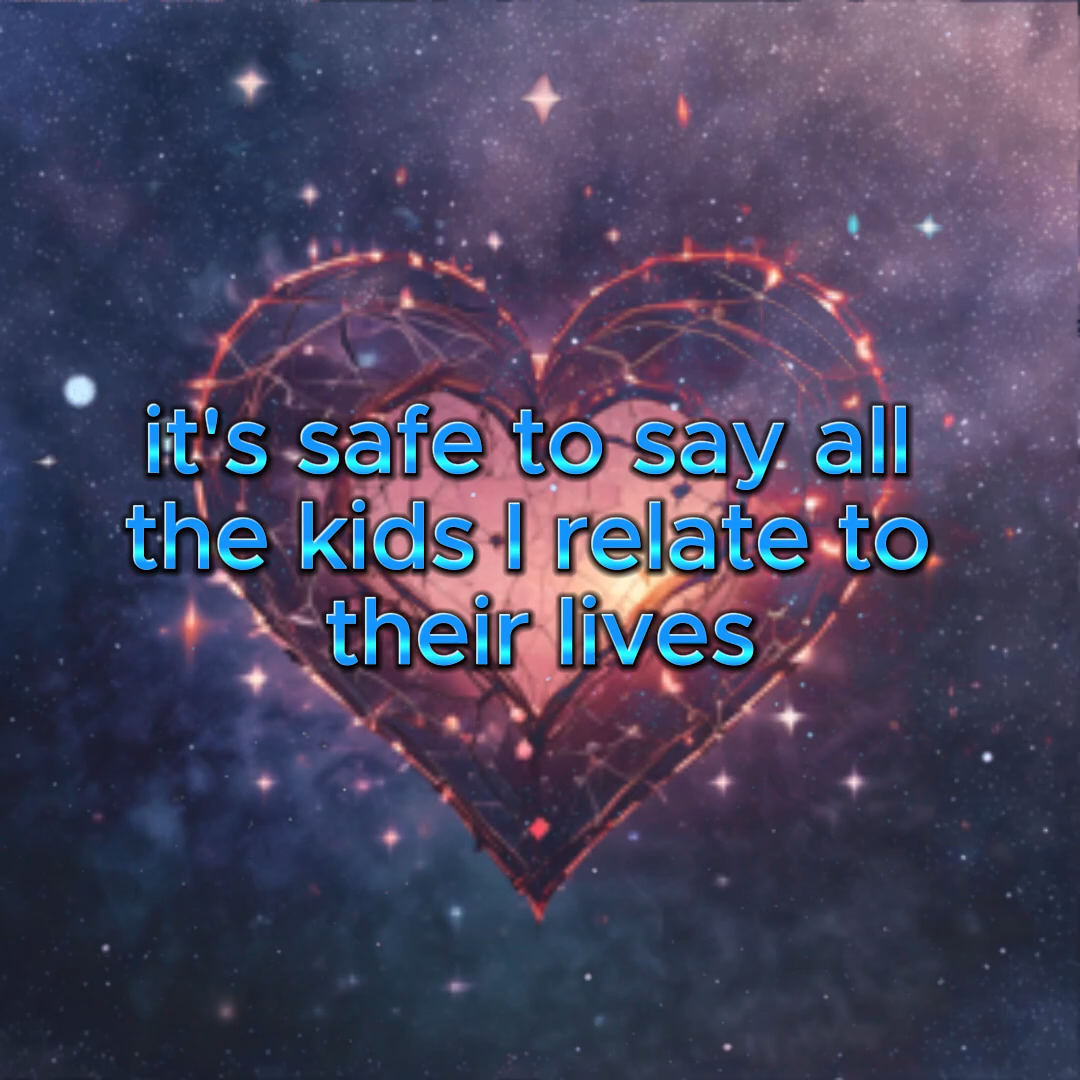 it's safe to say all
the kids I relate to
their lives